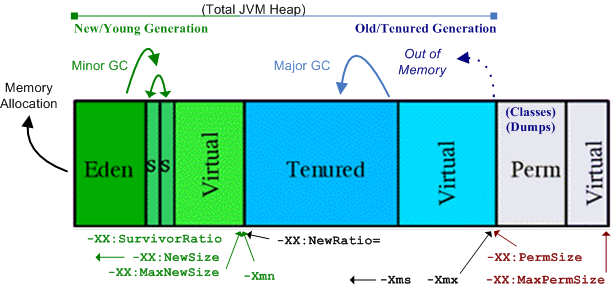 (Total JVM Heap)
New/Young Generation
Old/Tenured Generation
Minor GC
Major GC
Out of
Memory
Memory
Allocation
Eden
S
S
Virtual
Tenured
Virtual
(Classes)
(Dumps)
Perm
Virtual
-XX:SurvivorRatio
-XX:NewSize
-XX:MaxNewSize
-Xmn
-XX:NewRatio=
-Xms
-Xmx
-XX:PermSize
-XX:MaxPermSize